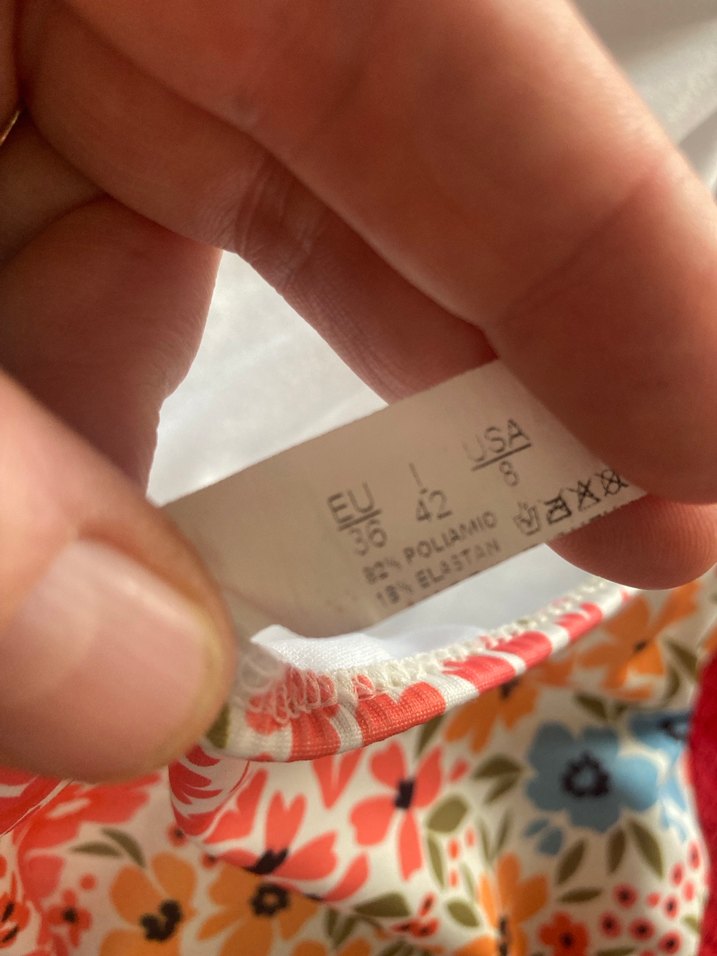 EU I USA
36 42 8
82% POLIAMID
18% ELASTAN